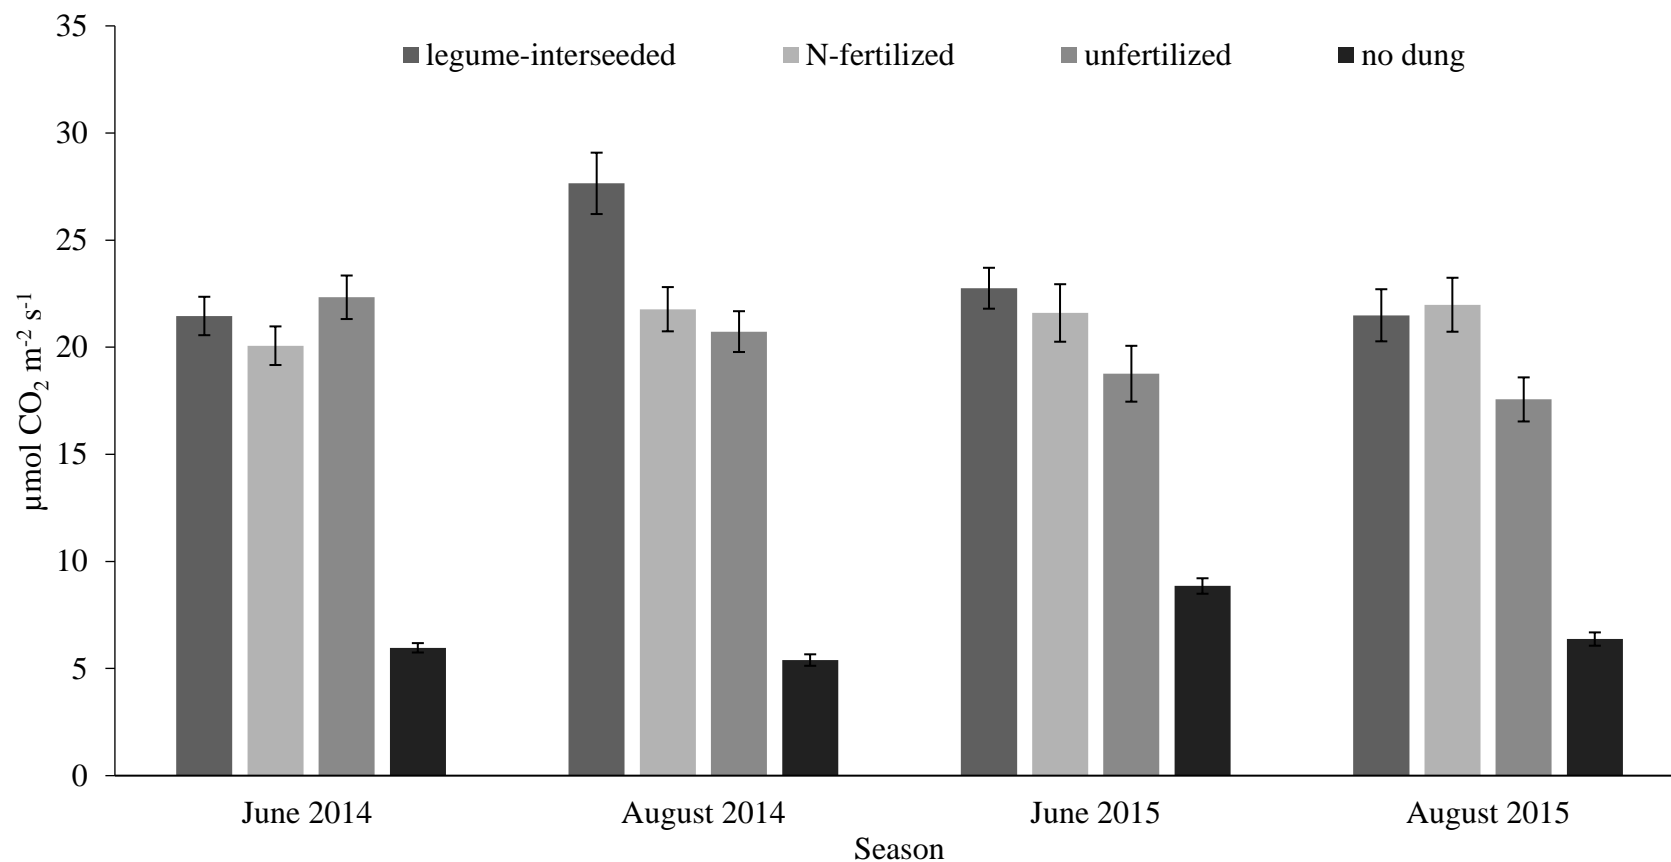 35
legume-interseeded N-fertilized unfertilized no dung
30
25
20
15
10
5
0
µmol CO₂ m⁻² s⁻¹
June 2014 August 2014 June 2015 August 2015
Season